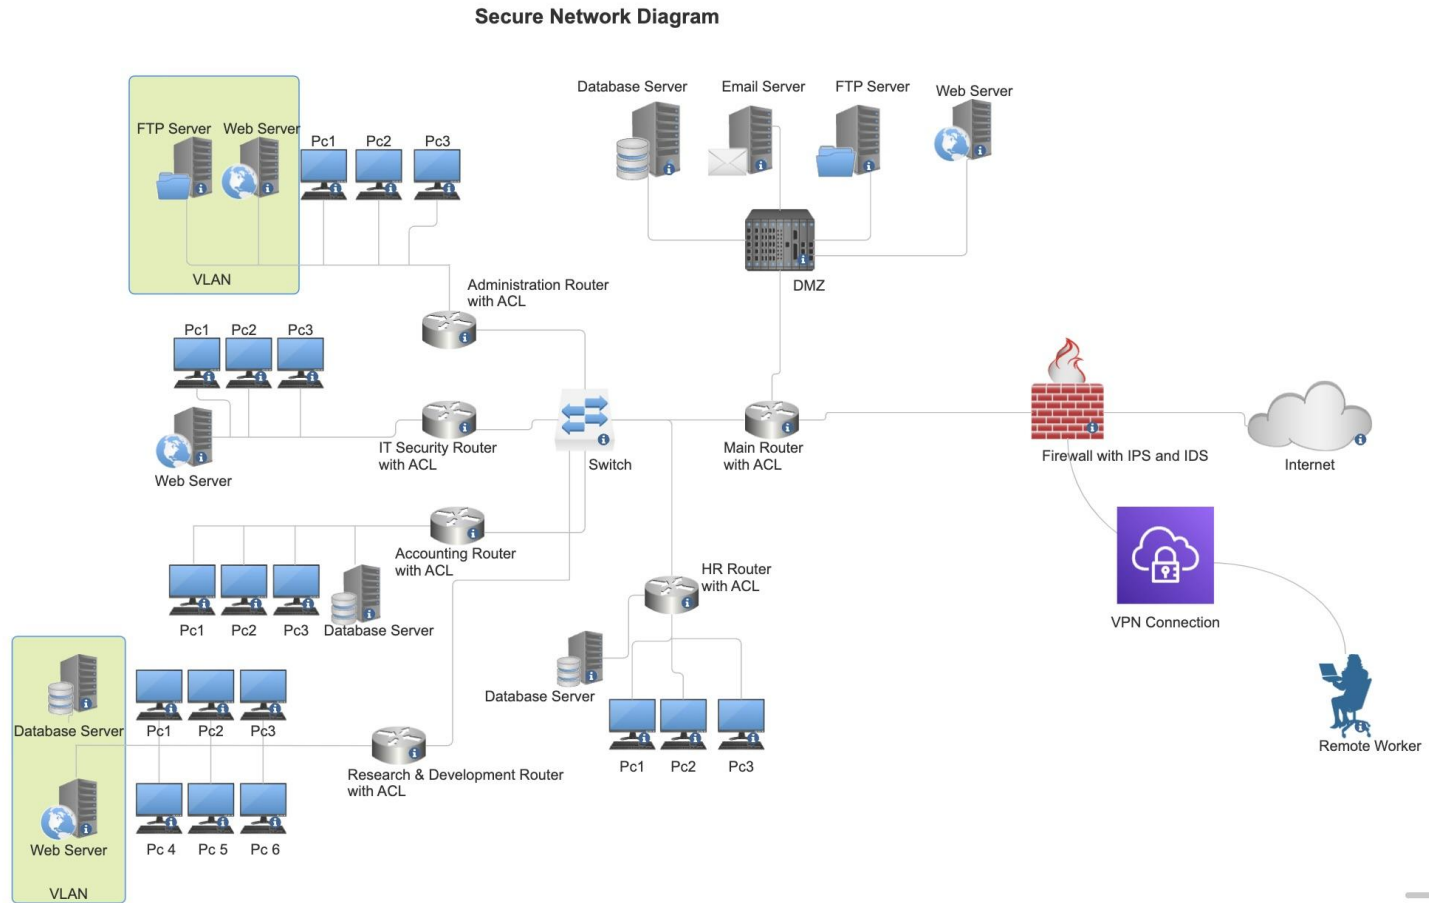 Secure Network Diagram
Database Server
Email Server
FTP Server
Web Server
FTP Server
Web Server
Pc1
Pc2
Pc3
VLAN
DMZ
Administration Router
with ACL
Pc1
Pc2
Pc3
IT Security Router
with ACL
Web Server
Switch
Main Router
with ACL
Firewall with IPS and IDS
Internet
Accounting Router
with ACL
HR Router
with ACL
Pc1
Pc2
Pc3
Database Server
VPN Connection
Database Server
Database Server
Pc1
Pc2
Pc3
Pc1
Pc2
Pc3
Remote Worker
Research & Development Router
with ACL
Web Server
Pc 4
Pc 5
Pc 6
VLAN